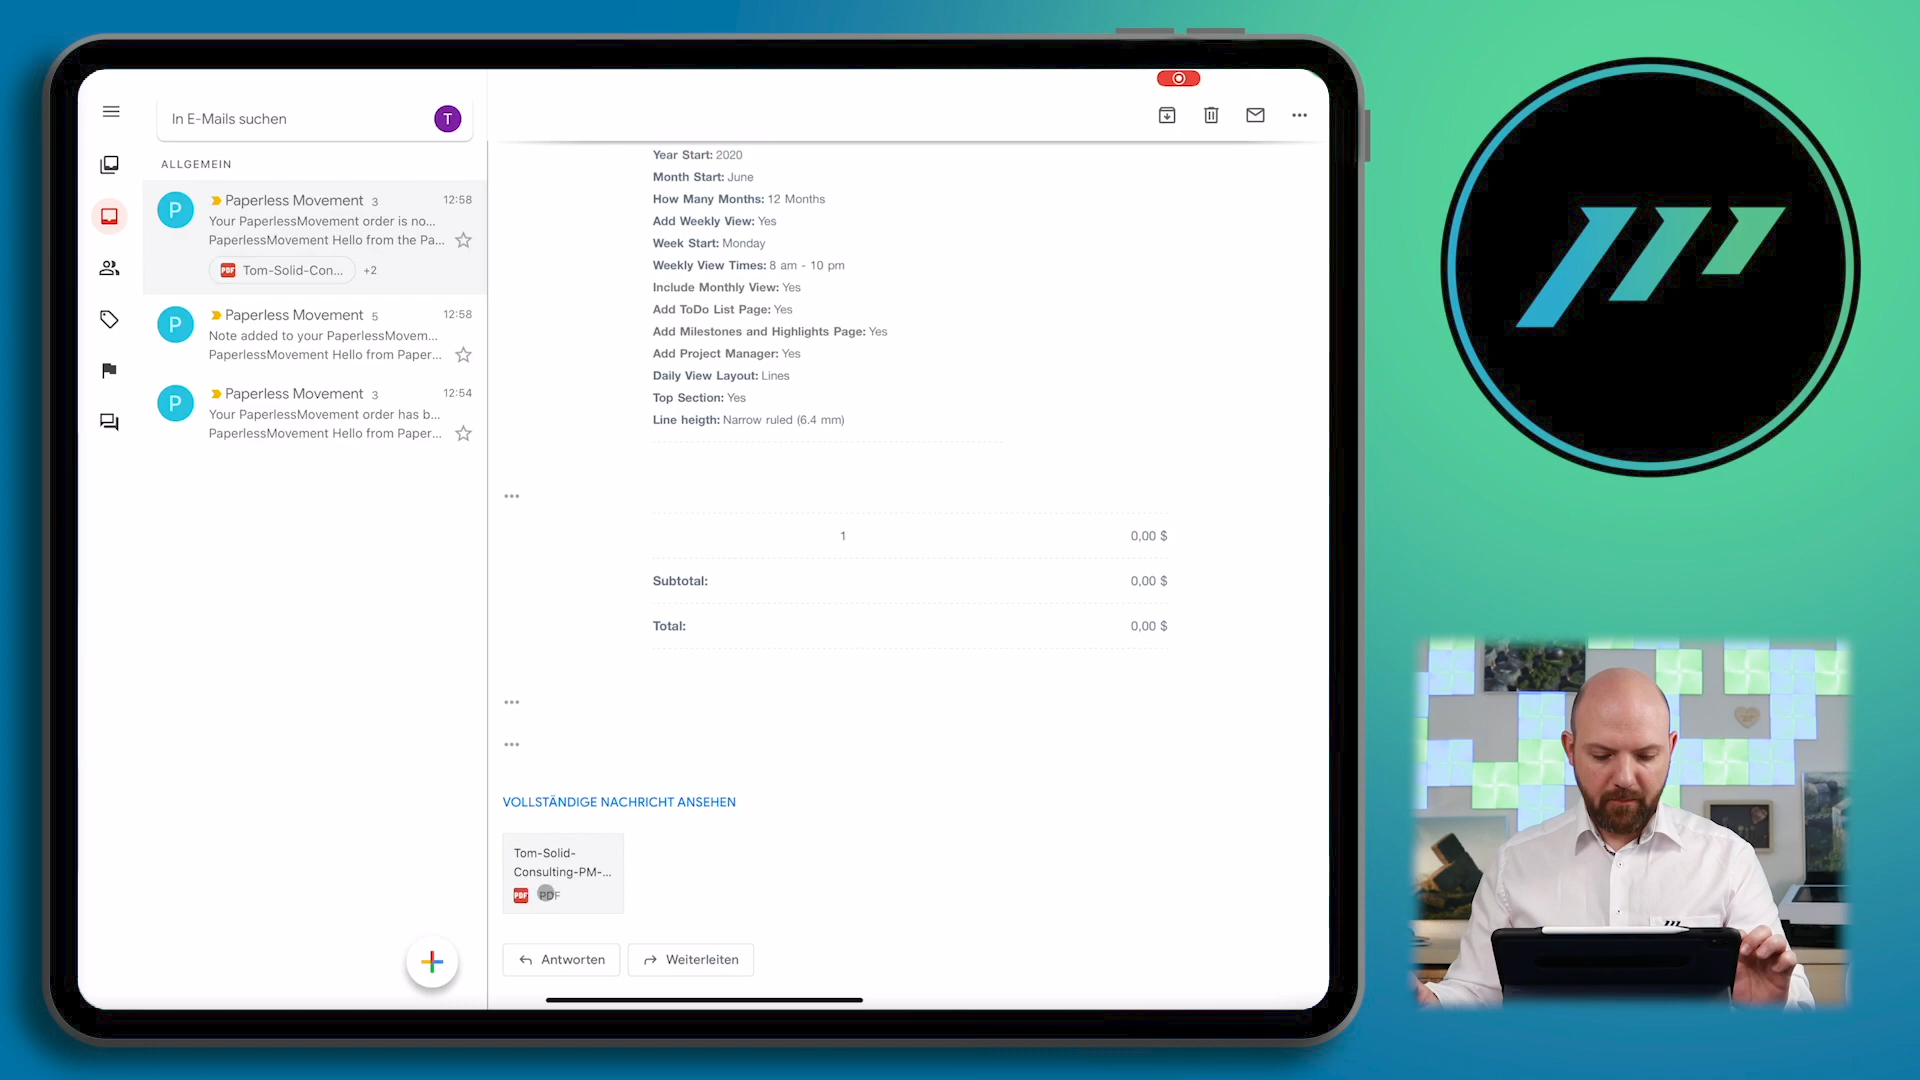 In E-Mails suchen
T
ALLGEMEIN
P
Paperless Movement 3
12:58
Your PaperlessMovement order is no...
PaperlessMovement Hello from the Pa...
PDF Tom-Solid-Con...
+2
P
Paperless Movement 5
12:58
Note added to your PaperlessMovem...
PaperlessMovement Hello from Paper...
P
Paperless Movement 3
12:54
Your PaperlessMovement order has b...
PaperlessMovement Hello from Paper...
Year Start: 2020
Month Start: June
How Many Months: 12 Months
Add Weekly View: Yes
Week Start: Monday
Weekly View Times: 8 am - 10 pm
Include Monthly View: Yes
Add ToDo List Page: Yes
Add Milestones and Highlights Page: Yes
Add Project Manager: Yes
Daily View Layout: Lines
Top Section: Yes
Line heigth: Narrow ruled (6.4 mm)
1 0,00 $
Subtotal: 0,00 $
Total: 0,00 $
VOLLSTÄNDIGE NACHRICHT ANSEHEN
Tom-Solid-
Consulting-PM-...
PDF PDF
Antworten
Weiterleiten